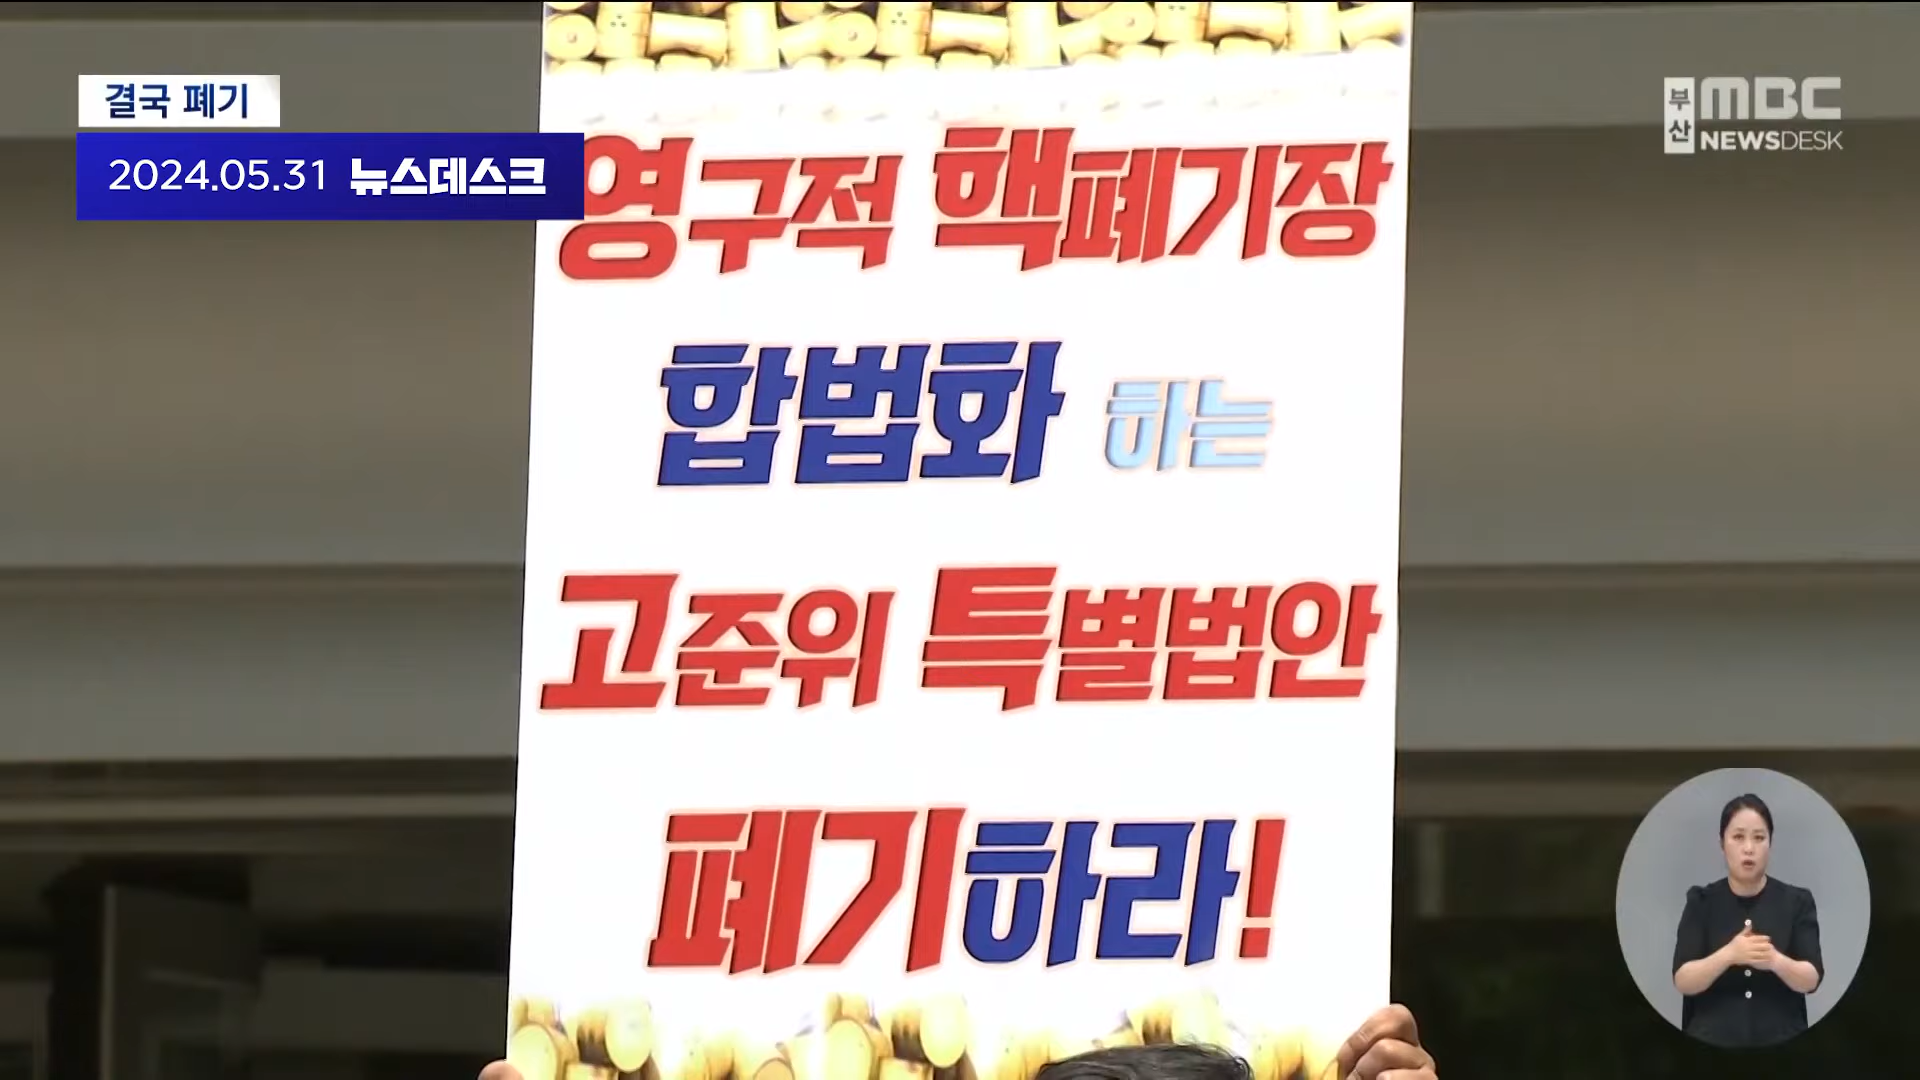 결국 폐기
2024.05.31 뉴스데스크
부산 MBC
NEWSDESK
영구적 핵폐기장
합법화 하는
고준위 특별법안
폐기하라!